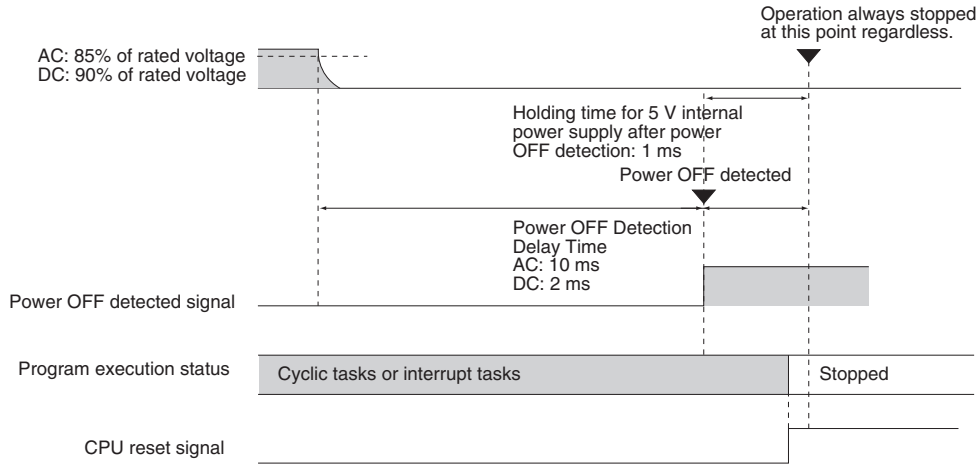 Operation always stopped
at this point regardless.
AC: 85% of rated voltage
DC: 90% of rated voltage
Holding time for 5 V internal
power supply after power
OFF detection: 1 ms
Power OFF detected
Power OFF Detection
Delay Time
AC: 10 ms
DC: 2 ms
Power OFF detected signal
Program execution status
Cyclic tasks or interrupt tasks
Stopped
CPU reset signal